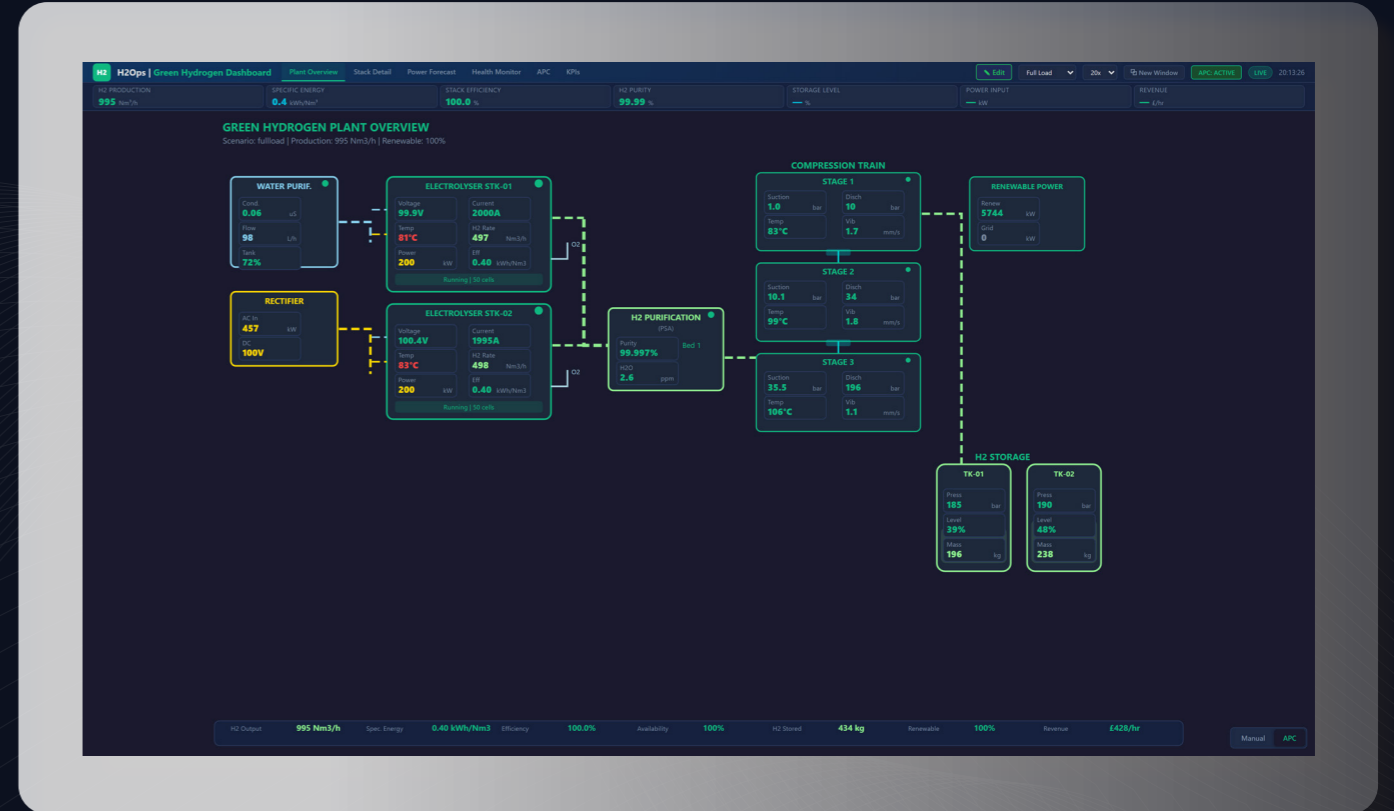 H2 H2Ops | Green Hydrogen Dashboard Plant Overview Stack Detail Power Forecast Health Monitor APC KPIs Edit Full Load 20x New Window APC: ACTIVE LIVE 20:13:26
H2 PRODUCTION SPECIFIC ENERGY STACK EFFICIENCY H2 PURITY STORAGE LEVEL POWER INPUT REVENUE
995 Nm³/h 0.4 kWh/Nm³ 100.0 % 99.99 % — % — kW — £/hr
GREEN HYDROGEN PLANT OVERVIEW
Scenario: fullload | Production: 995 Nm3/h | Renewable: 100%
WATER PURIF.
Cond.
0.06 uS
Flow
98 L/h
Tank
72%
RECTIFIER
AC In
457 kW
DC
100V
ELECTROLYSER STK-01
Voltage Current
99.9V 2000A
Temp H2 Rate
81°C 497 Nm3/h
Power Eff
200 kW 0.40 kWh/Nm3
Running | 50 cells
O2
ELECTROLYSER STK-02
Voltage Current
100.4V 1995A
Temp H2 Rate
83°C 498 Nm3/h
Power Eff
200 kW 0.40 kWh/Nm3
Running | 50 cells
O2
H2 PURIFICATION
(PSA)
Purity
99.997% Bed 1
H2O
2.6 ppm
COMPRESSION TRAIN
STAGE 1
Suction Disch
1.0 bar 10 bar
Temp Vib
83°C 1.7 mm/s
STAGE 2
Suction Disch
10.1 bar 34 bar
Temp Vib
99°C 1.8 mm/s
STAGE 3
Suction Disch
35.5 bar 196 bar
Temp Vib
106°C 1.1 mm/s
RENEWABLE POWER
Renew
5744 kW
Grid
0 kW
H2 STORAGE
TK-01
Press
185 bar
Level
39%
Mass
196 kg
TK-02
Press
190 bar
Level
48%
Mass
238 kg
H2 Output 995 Nm3/h Spec. Energy 0.40 kWh/Nm3 Efficiency 100.0% Availability 100% H2 Stored 434 kg Renewable 100% Revenue £428/hr
Manual APC